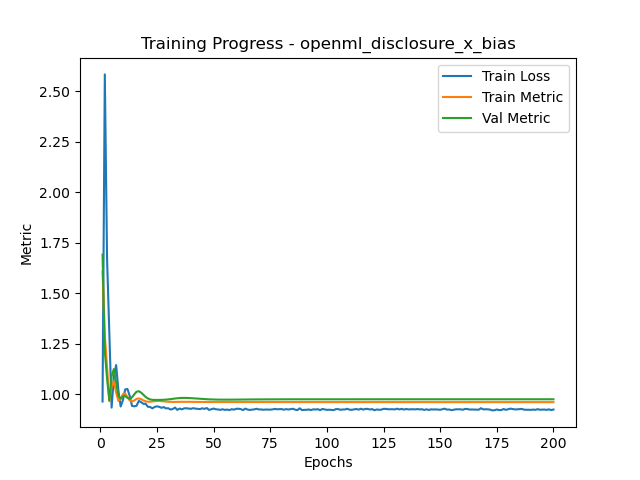 Training Progress - openml_disclosure_x_bias
Train Loss
Train Metric
Val Metric
2.50
2.25
2.00
1.75
1.50
1.25
1.00
Metric
0
25
50
75
100
125
150
175
200
Epochs